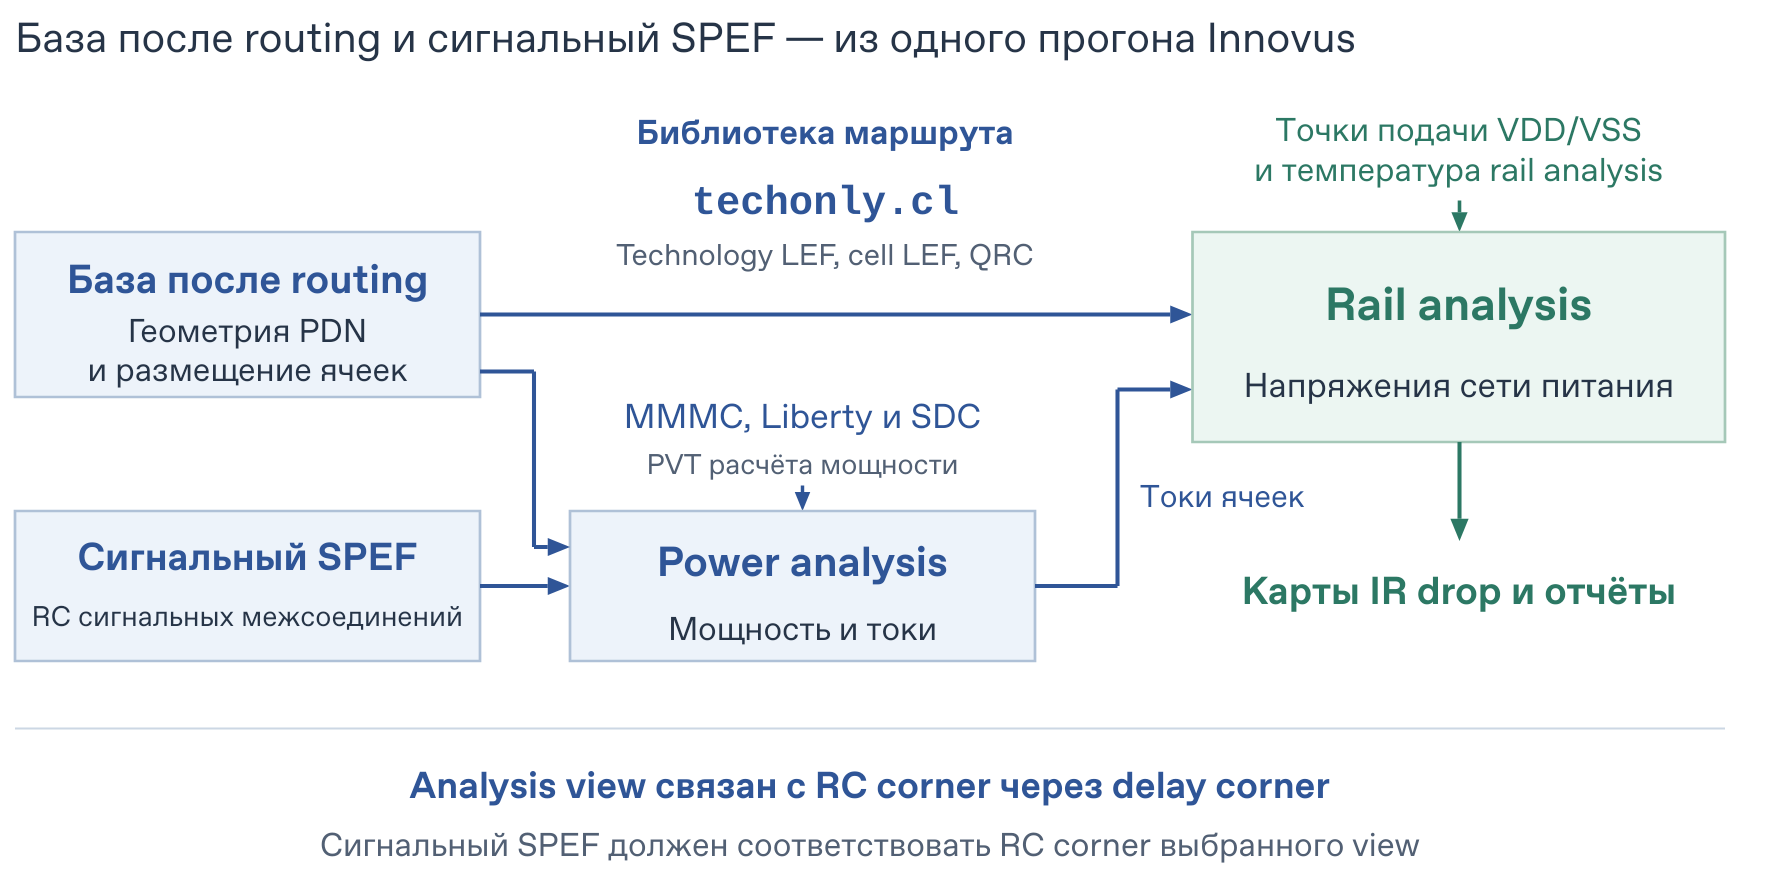 База после routing и сигнальный SPEF — из одного прогона Innovus
Библиотека маршрута
techonly.cl
Technology LEF, cell LEF, QRC
Точки подачи VDD/VSS
и температура rail analysis
База после routing
Геометрия PDN
и размещение ячеек
Rail analysis
Напряжения сети питания
MMMC, Liberty и SDC
PVT расчёта мощности
Токи ячеек
Сигнальный SPEF
RC сигнальных межсоединений
Power analysis
Мощность и токи
Карты IR drop и отчёты
Analysis view связан с RC corner через delay corner
Сигнальный SPEF должен соответствовать RC corner выбранного view